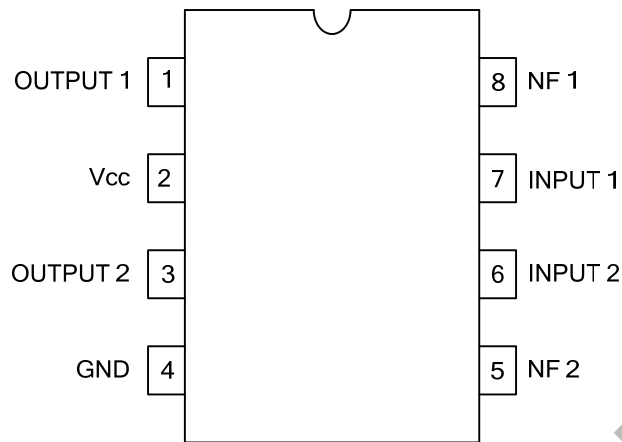 OUTPUT 1 1 8 NF 1
Vcc 2 7 INPUT 1
OUTPUT 2 3 6 INPUT 2
GND 4 5 NF 2